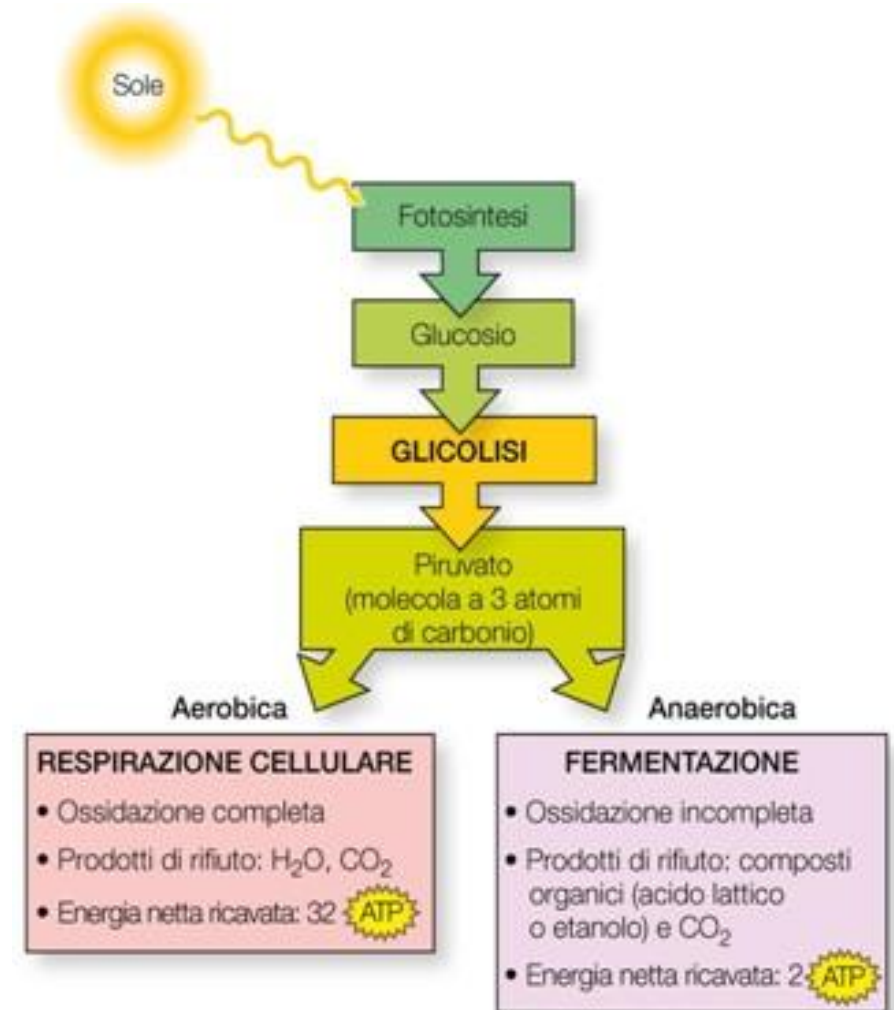 Sole
Fotosintesi
Glucosio
GLICOLISI
Piruvato
(molecola a 3 atomi
di carbonio)
Aerobica
RESPIRAZIONE CELLULARE
• Ossidazione completa
• Prodotti di rifiuto: H₂O, CO₂
• Energia netta ricavata: 32 ATP
Anaerobica
FERMENTAZIONE
• Ossidazione incompleta
• Prodotti di rifiuto: composti
organici (acido lattico
o etanolo) e CO₂
• Energia netta ricavata: 2 ATP